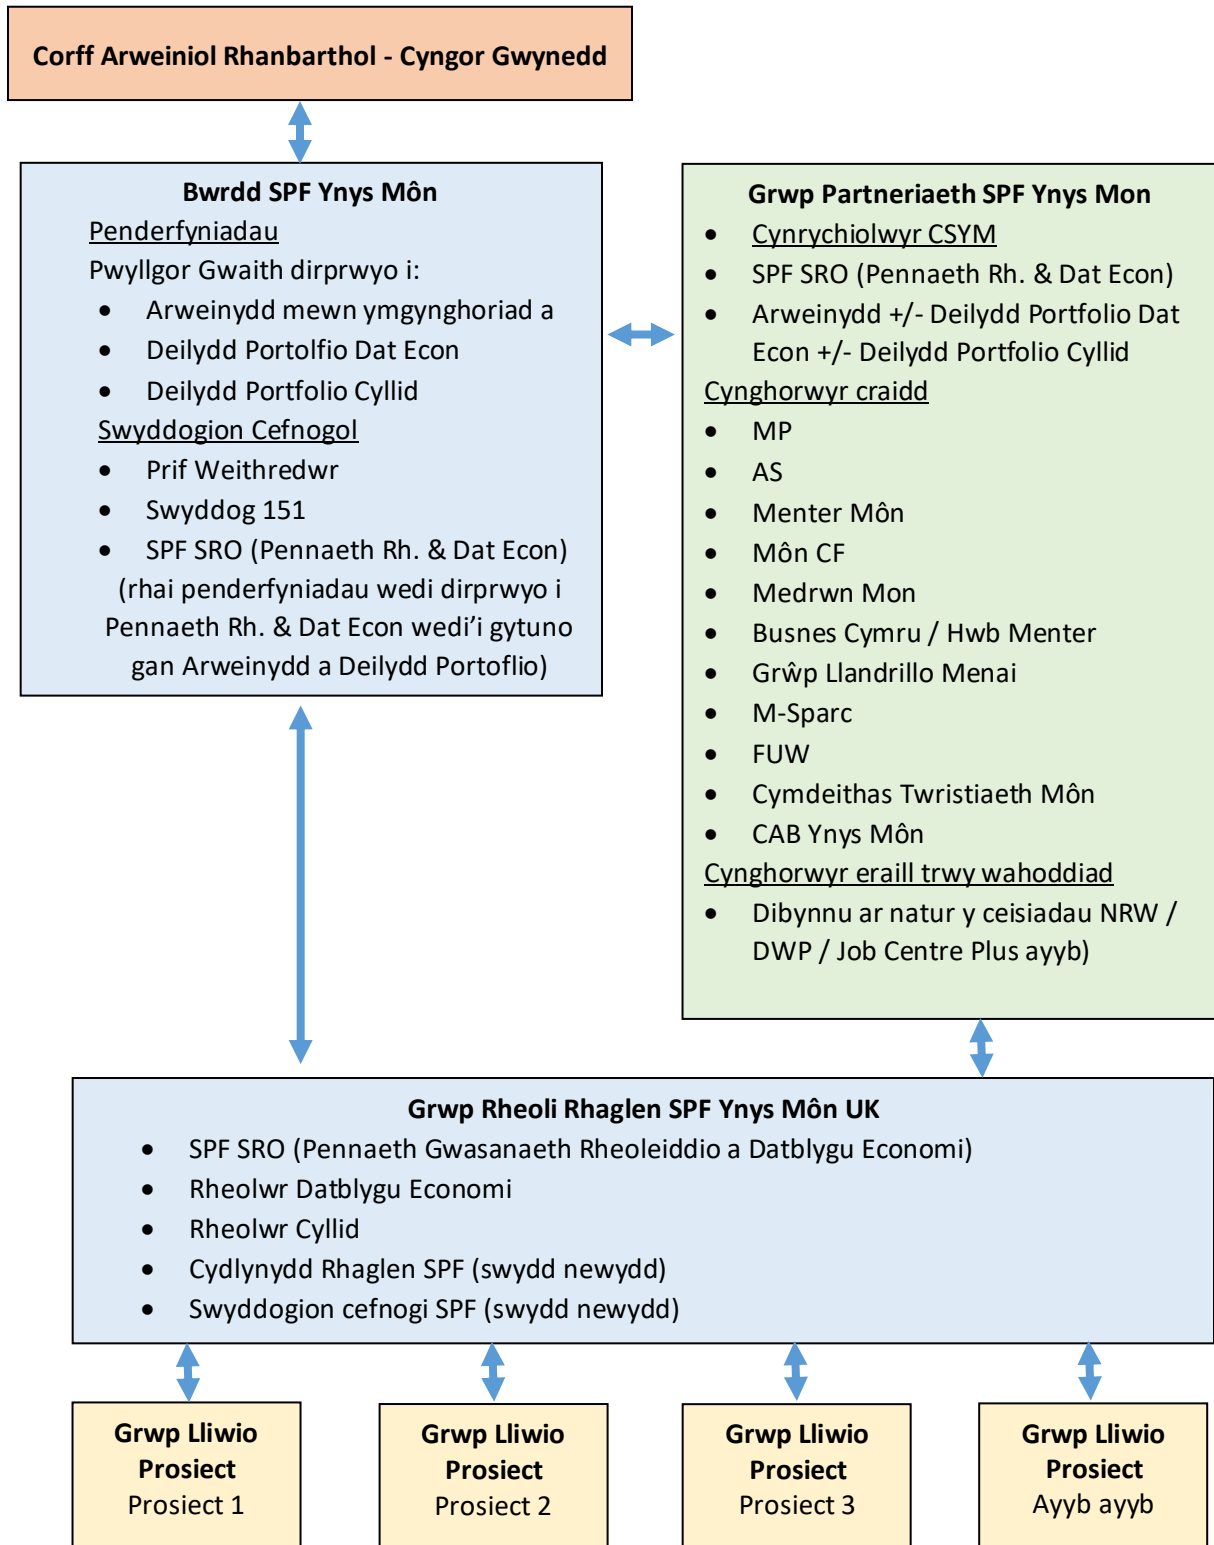 Corff Arweiniol Rhanbarthol - Cyngor Gwynedd
Bwrdd SPF Ynys Môn
Penderfyniadau
Pwyllgor Gwaith dirprwyo i:
• Arweinydd mewn ymgynghoriad a
• Deilydd Portolfio Dat Econ
• Deilydd Portfolio Cyllid
Swyddogion Cefnogol
• Prif Weithredwr
• Swyddog 151
• SPF SRO (Pennaeth Rh. & Dat Econ)
(rhai penderfyniadau wedi dirprwyo i
Pennaeth Rh. & Dat Econ wedi’i gytuno
gan Arweinydd a Deilydd Portoflio)
Grwp Partneriaeth SPF Ynys Mon
• Cynrychiolwyr CSYM
• SPF SRO (Pennaeth Rh. & Dat Econ)
• Arweinydd +/- Deilydd Portfolio Dat
Econ +/- Deilydd Portfolio Cyllid
Cynghorwyr craidd
• MP
• AS
• Menter Môn
• Môn CF
• Medrwn Mon
• Busnes Cymru / Hwb Menter
• Grŵp Llandrillo Menai
• M-Sparc
• FUW
• Cymdeithas Twristiaeth Môn
• CAB Ynys Môn
Cynghorwyr eraill trwy wahoddiad
• Dibynnu ar natur y ceisiadau NRW /
DWP / Job Centre Plus ayyb)
Grwp Rheoli Rhaglen SPF Ynys Môn UK
• SPF SRO (Pennaeth Gwasanaeth Rheoleiddio a Datblygu Economi)
• Rheolwr Datblygu Economi
• Rheolwr Cyllid
• Cydlynydd Rhaglen SPF (swydd newydd)
• Swyddogion cefnogi SPF (swydd newydd)
Grwp Lliwio
Prosiect
Prosiect 1
Grwp Lliwio
Prosiect
Prosiect 2
Grwp Lliwio
Prosiect
Prosiect 3
Grwp Lliwio
Prosiect
Ayyb ayyb